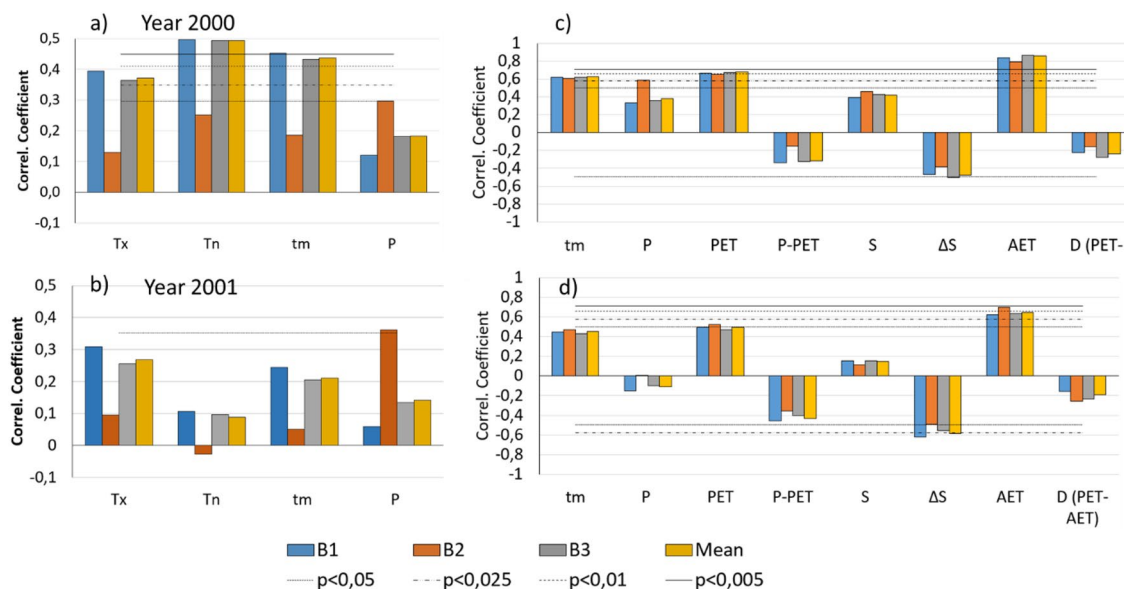 a) Year 2000
Correl. Coefficient
0,5
0,4
0,3
0,2
0,1
0,0
-0,1
Tx Tn tm P
c)
Correl. Coefficient
1
0,8
0,6
0,4
0,2
0
-0,2
-0,4
-0,6
-0,8
-1
tm P PET P-PET S ΔS AET D (PET-
b) Year 2001
Correl. Coefficient
0,5
0,4
0,3
0,2
0,1
0
-0,1
Tx Tn tm P
d)
Correl. Coefficient
1
0,8
0,6
0,4
0,2
0
-0,2
-0,4
-0,6
-0,8
-1
tm P PET P-PET S ΔS AET D (PET-
AET)
B1 B2 B3 Mean
p<0,05 p<0,025 p<0,01 p<0,005